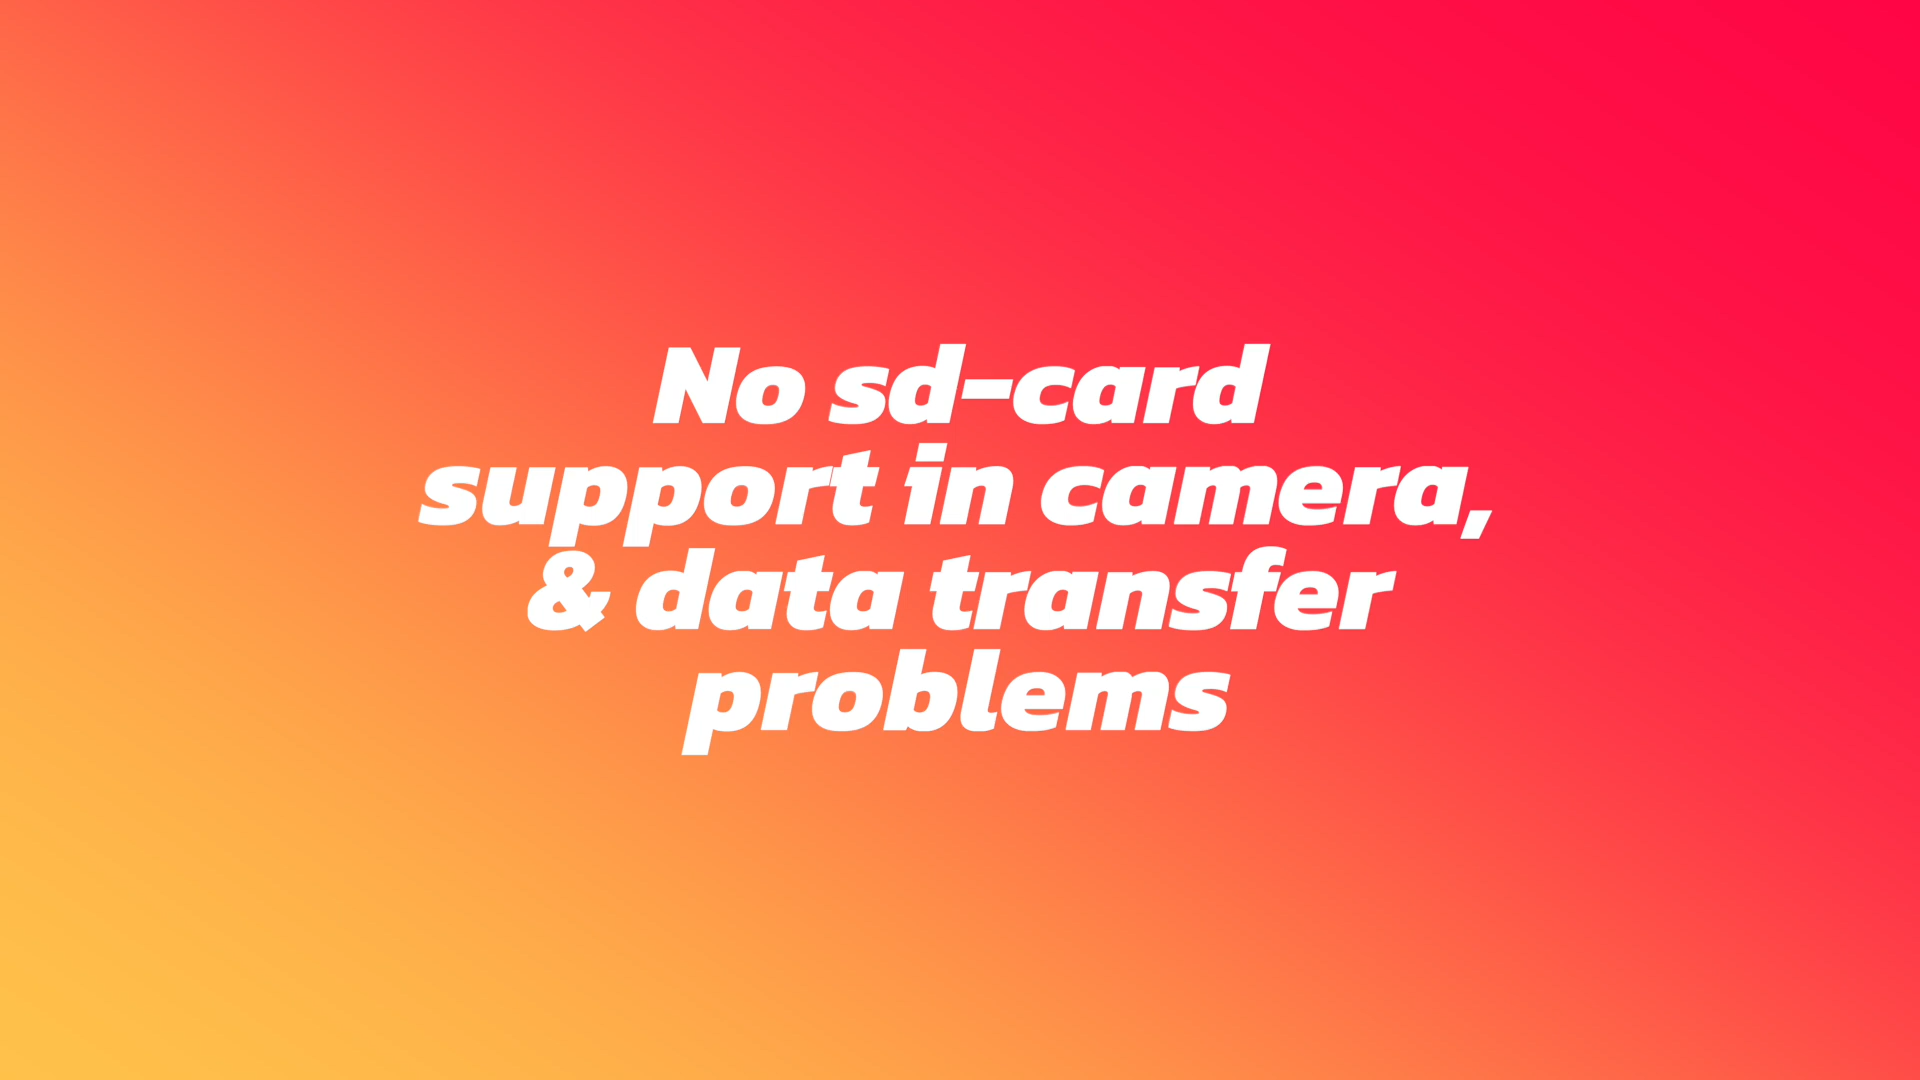 No sd-card
support in camera,
& data transfer
problems